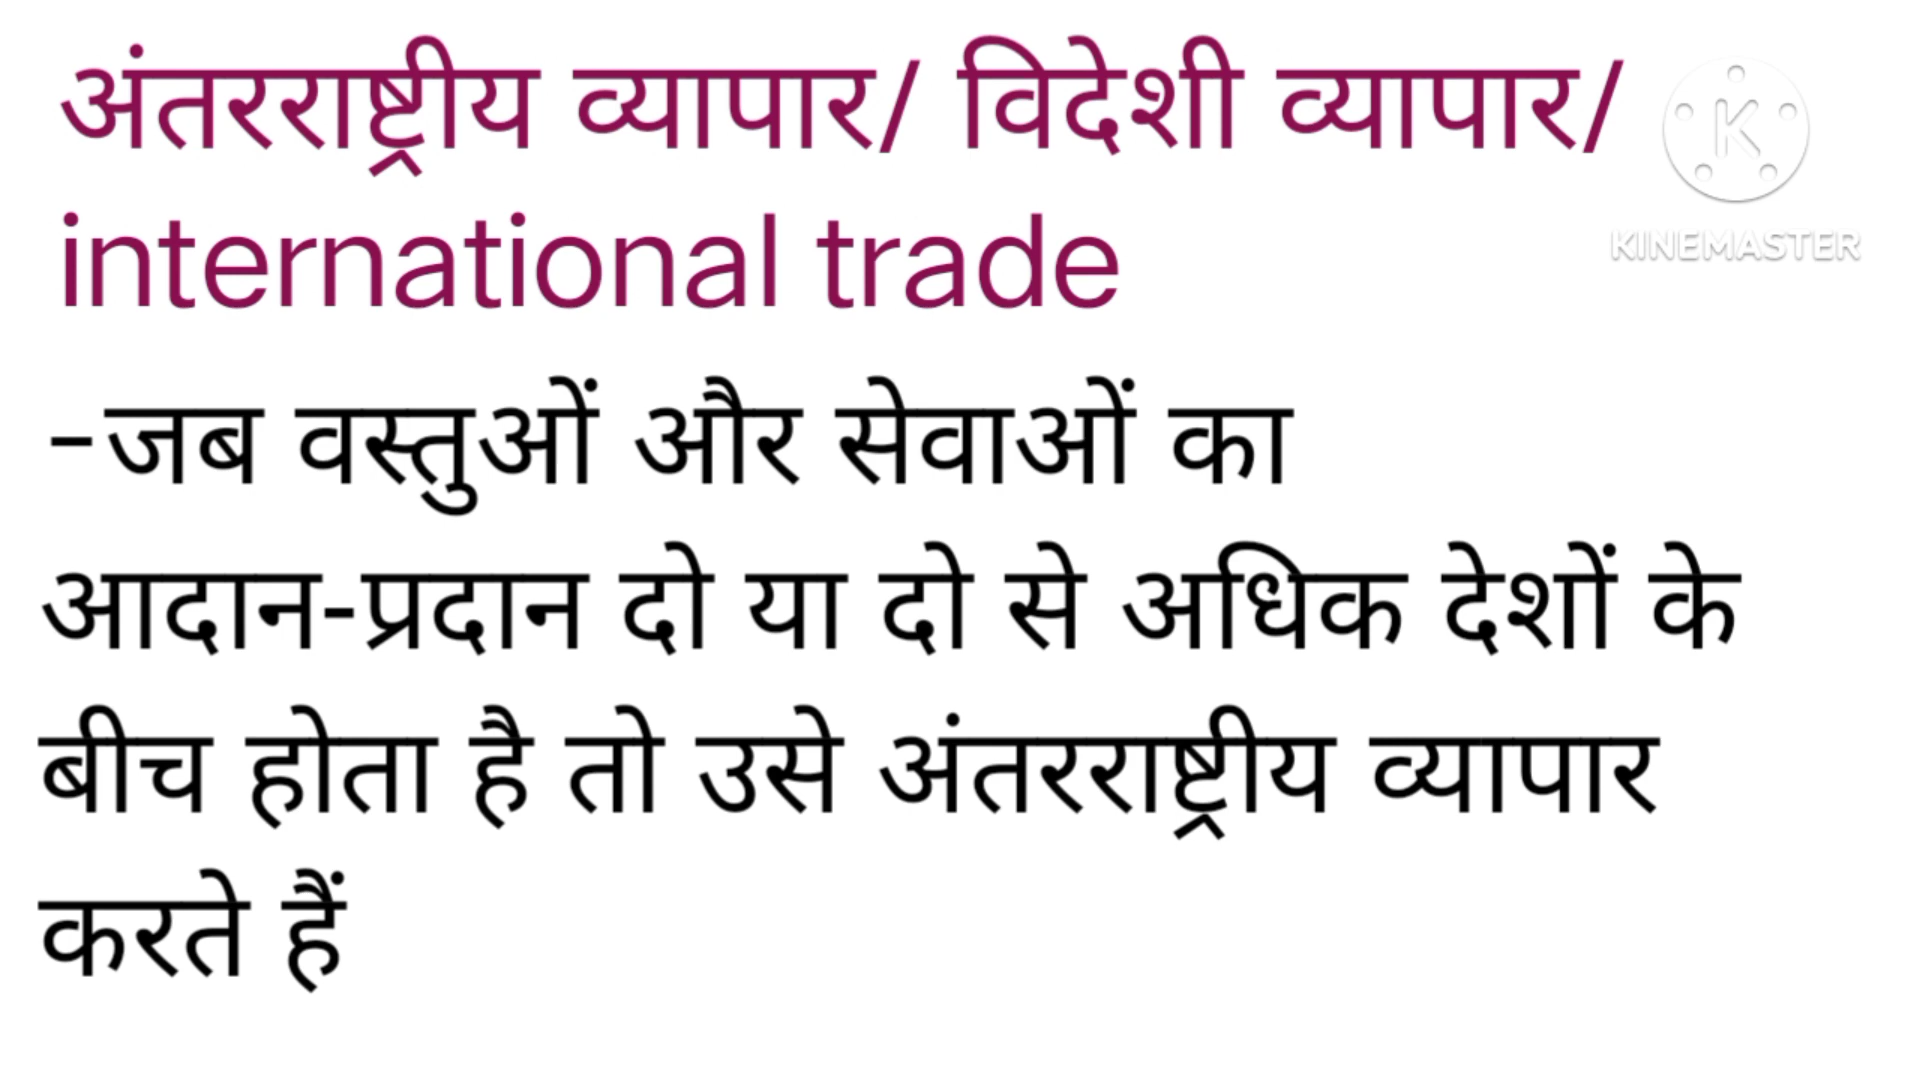 अंतरराष्ट्रीय व्यापार/ विदेशी व्यापार/
international trade
K
KINEMASTER
-जब वस्तुओं और सेवाओं का
आदान-प्रदान दो या दो से अधिक देशों के
बीच होता है तो उसे अंतरराष्ट्रीय व्यापार
करते हैं